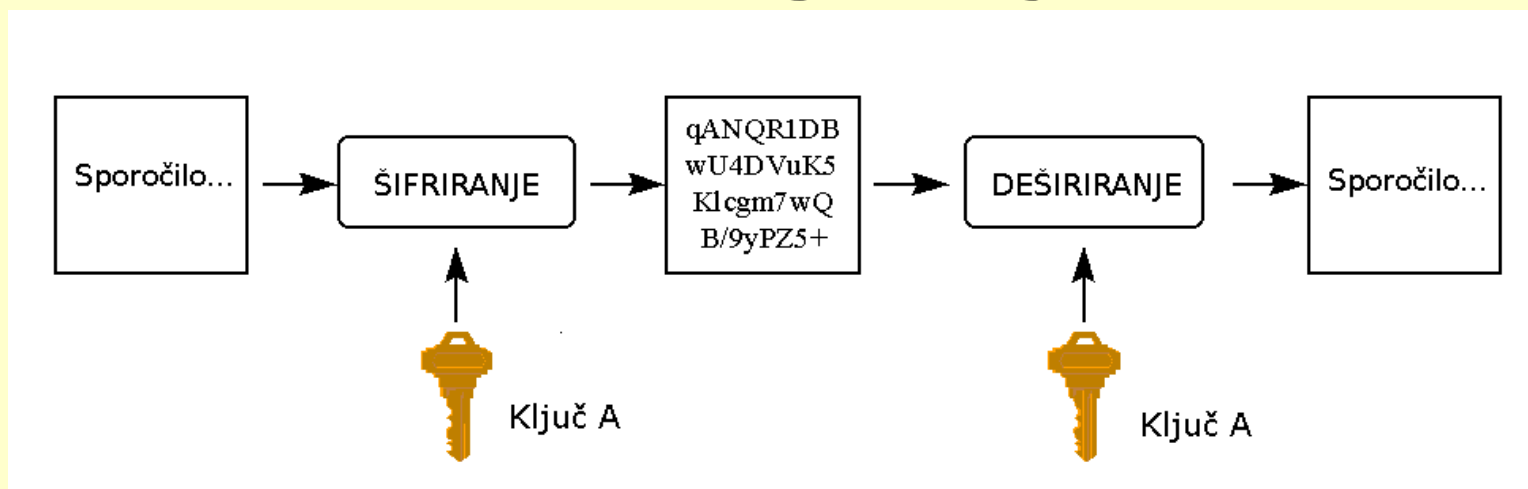 Sporočilo...
ŠIFRIRANJE
qANQR1DB
wU4DVuK5
Klcgm7wQ
B/9yPZ5+
DEŠIRIRANJE
Sporočilo...
Ključ A
Ključ A